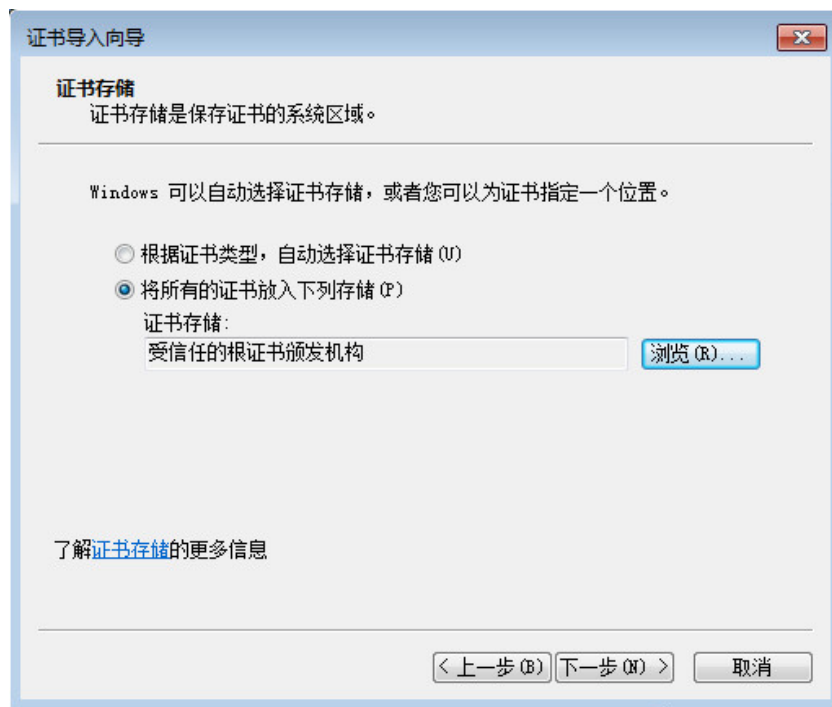 证书导入向导
证书存储
证书存储是保存证书的系统区域。
Windows 可以自动选择证书存储，或者您可以为证书指定一个位置。
根据证书类型，自动选择证书存储(U)
将所有的证书放入下列存储(P)
证书存储:
受信任的根证书颁发机构
浏览(R)...
了解证书存储的更多信息
< 上一步(B) 下一步(N) > 取消